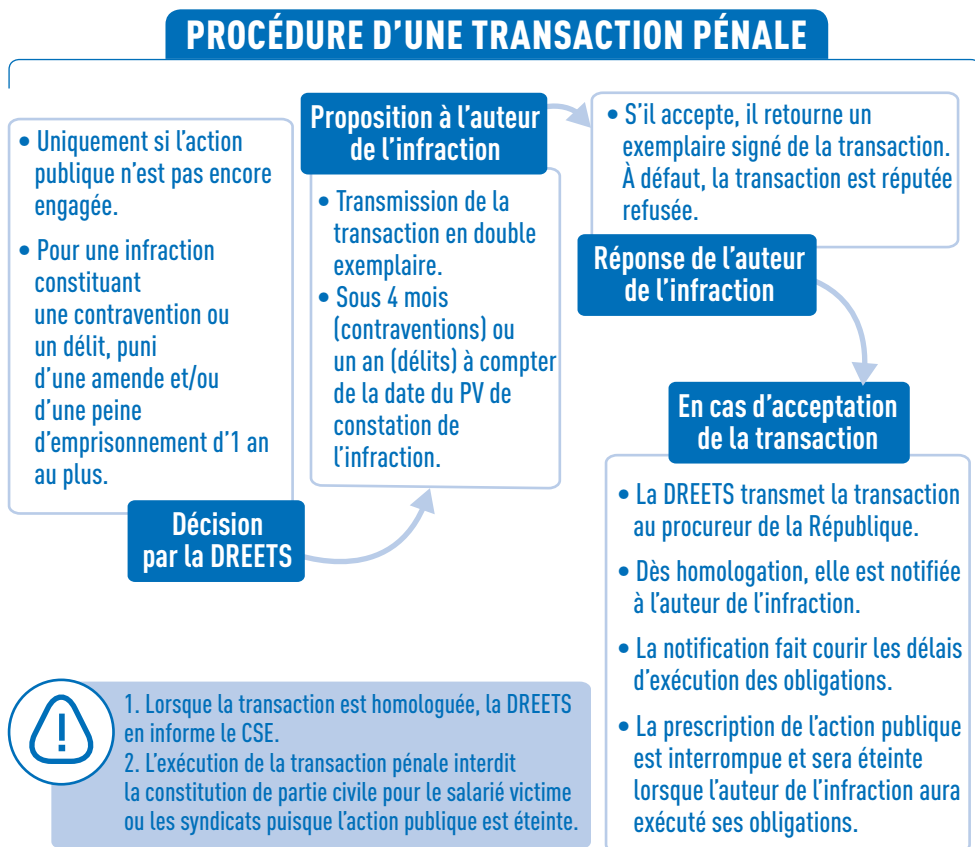 PROCÉDURE D'UNE TRANSACTION PÉNALE
• Uniquement si l'action
publique n'est pas encore
engagée.
• Pour une infraction
constituant
une contravention ou
un délit, puni
d'une amende et/ou
d'une peine
d'emprisonnement d'1 an
au plus.
Décision
par la DREETS
Proposition à l'auteur
de l'infraction
• Transmission de la
transaction en double
exemplaire.
• Sous 4 mois
(contraventions) ou
un an (délits) à compter
de la date du PV de
constation de
l'infraction.
• S'il accepte, il retourne un
exemplaire signé de la transaction.
À défaut, la transaction est réputée
refusée.
Réponse de l'auteur
de l'infraction
En cas d'acceptation
de la transaction
• La DREETS transmet la transaction
au procureur de la République.
• Dès homologation, elle est notifiée
à l'auteur de l'infraction.
• La notification fait courir les délais
d'exécution des obligations.
• La prescription de l'action publique
est interrompue et sera éteinte
lorsque l'auteur de l'infraction aura
exécuté ses obligations.
1. Lorsque la transaction est homologuée, la DREETS
en informe le CSE.
2. L'exécution de la transaction pénale interdit
la constitution de partie civile pour le salarié victime
ou les syndicats puisque l'action publique est éteinte.